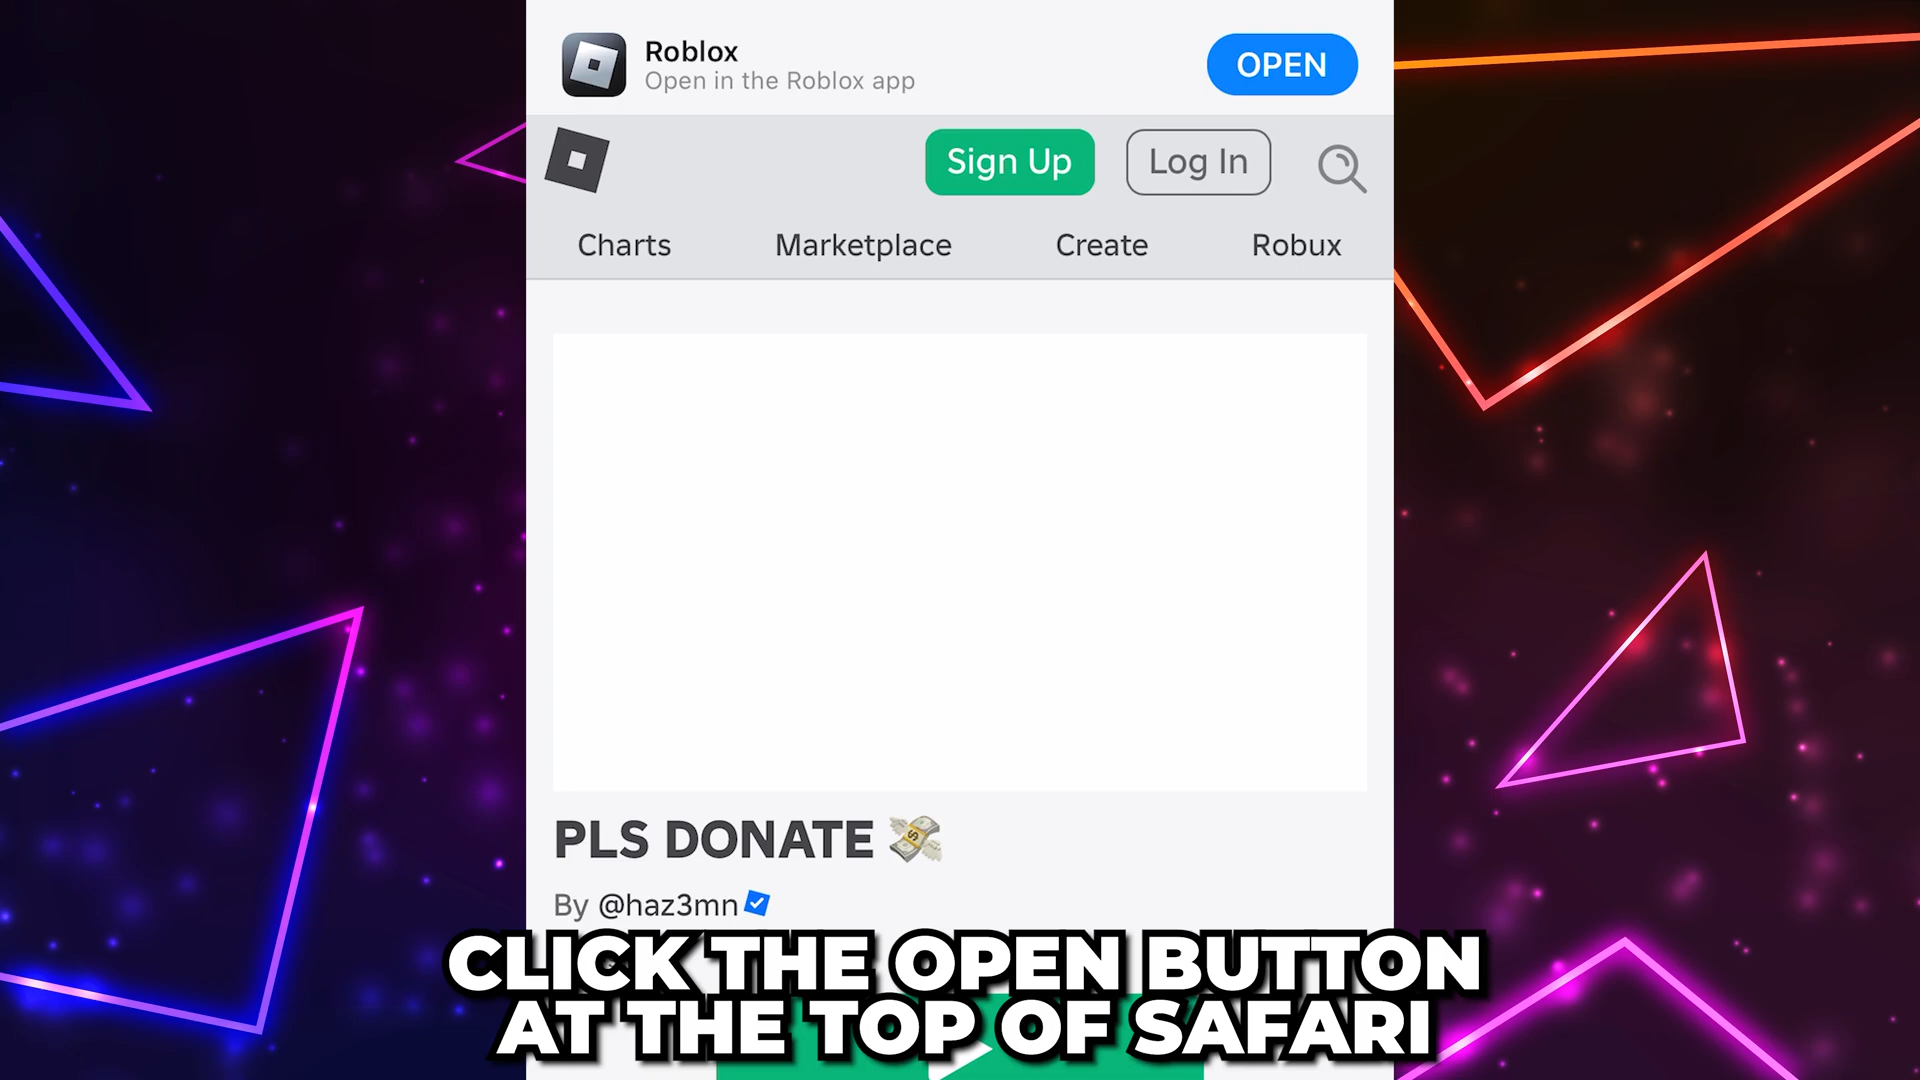 Roblox
Open in the Roblox app
OPEN
Sign Up
Log In
Charts
Marketplace
Create
Robux
PLS DONATE 💸
By @haz3mn
CLICK THE OPEN BUTTON
AT THE TOP OF SAFARI